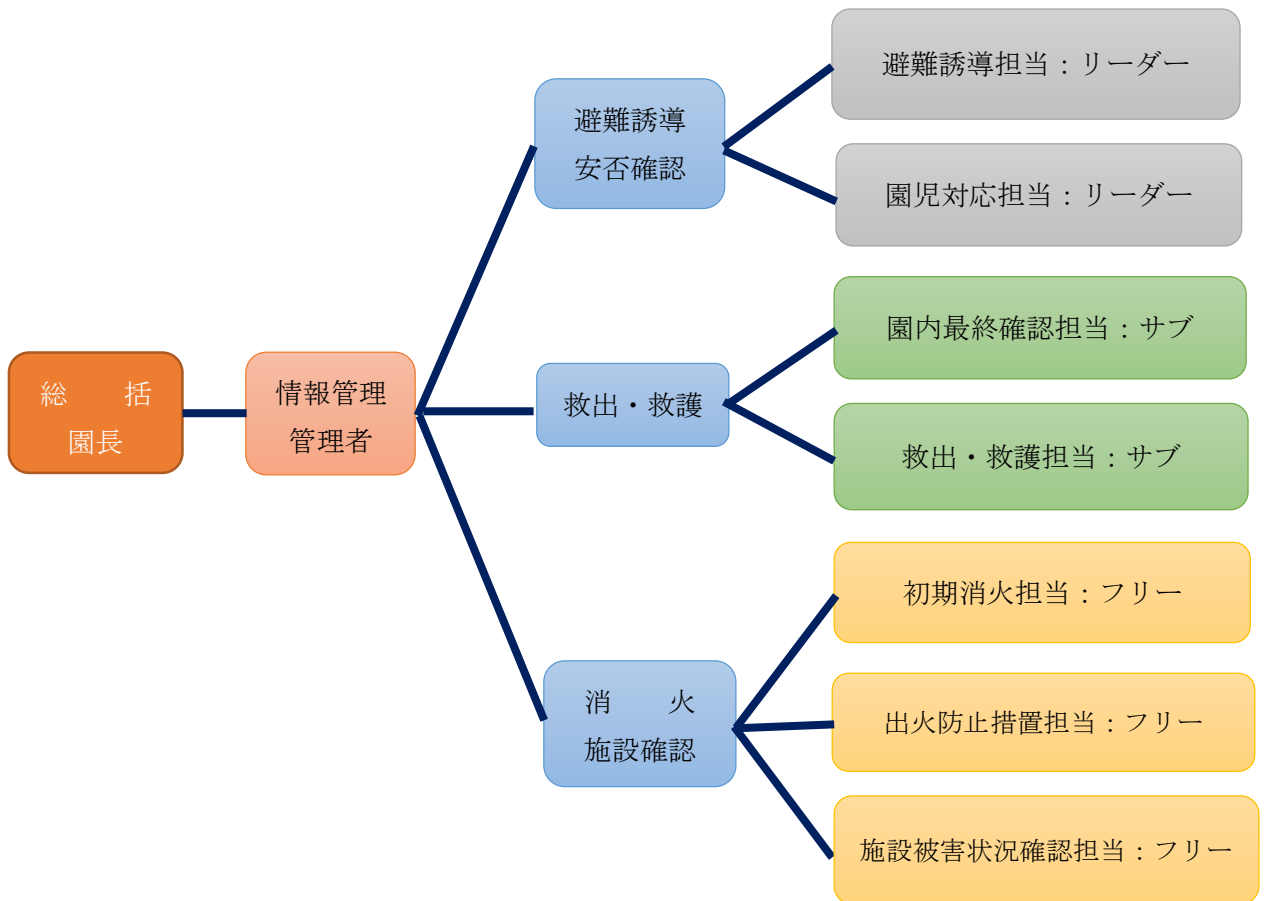 総　　括
園長
情報管理
管理者
避難誘導
安否確認
避難誘導担当：リーダー
園児対応担当：リーダー
救出・救護
園内最終確認担当：サブ
救出・救護担当：サブ
消　　火
施設確認
初期消火担当：フリー
出火防止措置担当：フリー
施設被害状況確認担当：フリー